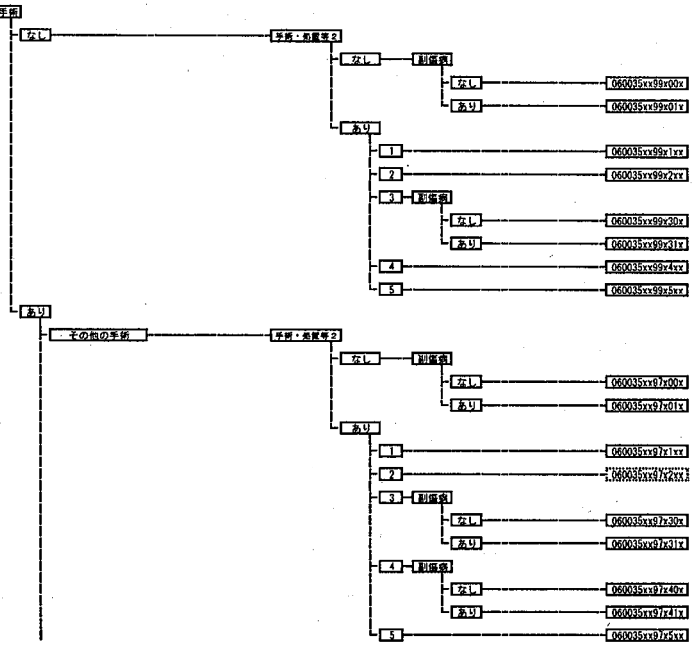 手術
なし 手術・処置等2
なし 副傷病
なし 060035xx99x00x
あり 060035xx99x01x
あり
1 060035xx99x1xx
2 060035xx99x2xx
3 副傷病
なし 060035xx99x30x
あり 060035xx99x31x
4 060035xx99x4xx
5 060035xx99x5xx
あり
その他の手術 手術・処置等2
なし 副傷病
なし 060035xx97x00x
あり 060035xx97x01x
あり
1 060035xx97x1xx
2 060035xx97x2xx
3 副傷病
なし 060035xx97x30x
あり 060035xx97x31x
4 副傷病
なし 060035xx97x40x
あり 060035xx97x41x
5 060035xx97x5xx